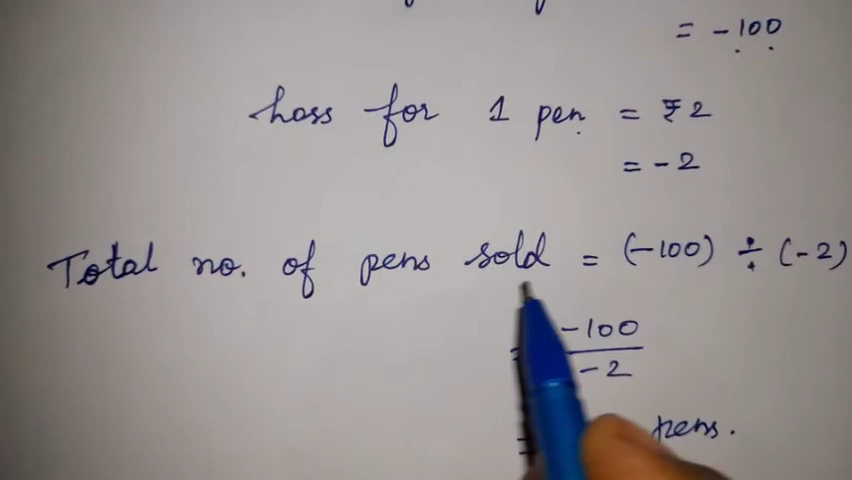 = -100
Loss for 1 pen = ₹2
= -2
Total no. of pens sold = (-100) ÷ (-2)
= -100/-2
= pens.